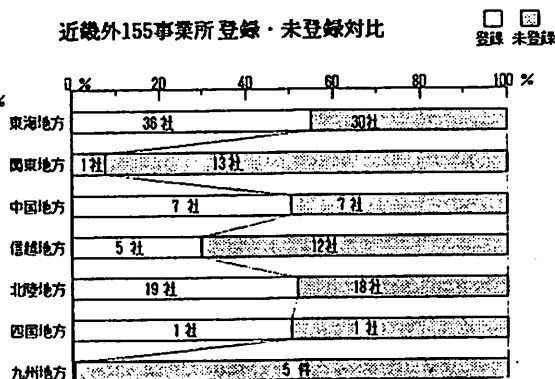 近畿外155事業所 登録・未登録対比
登録 未登録
0 % 20 40 60 80 100 %
%
東海地方 36社 30社
関東地方 1社 13社
中国地方 7社 7社
信越地方 5社 12社
北陸地方 19社 18社
四国地方 1社 1社
九州地方 5件